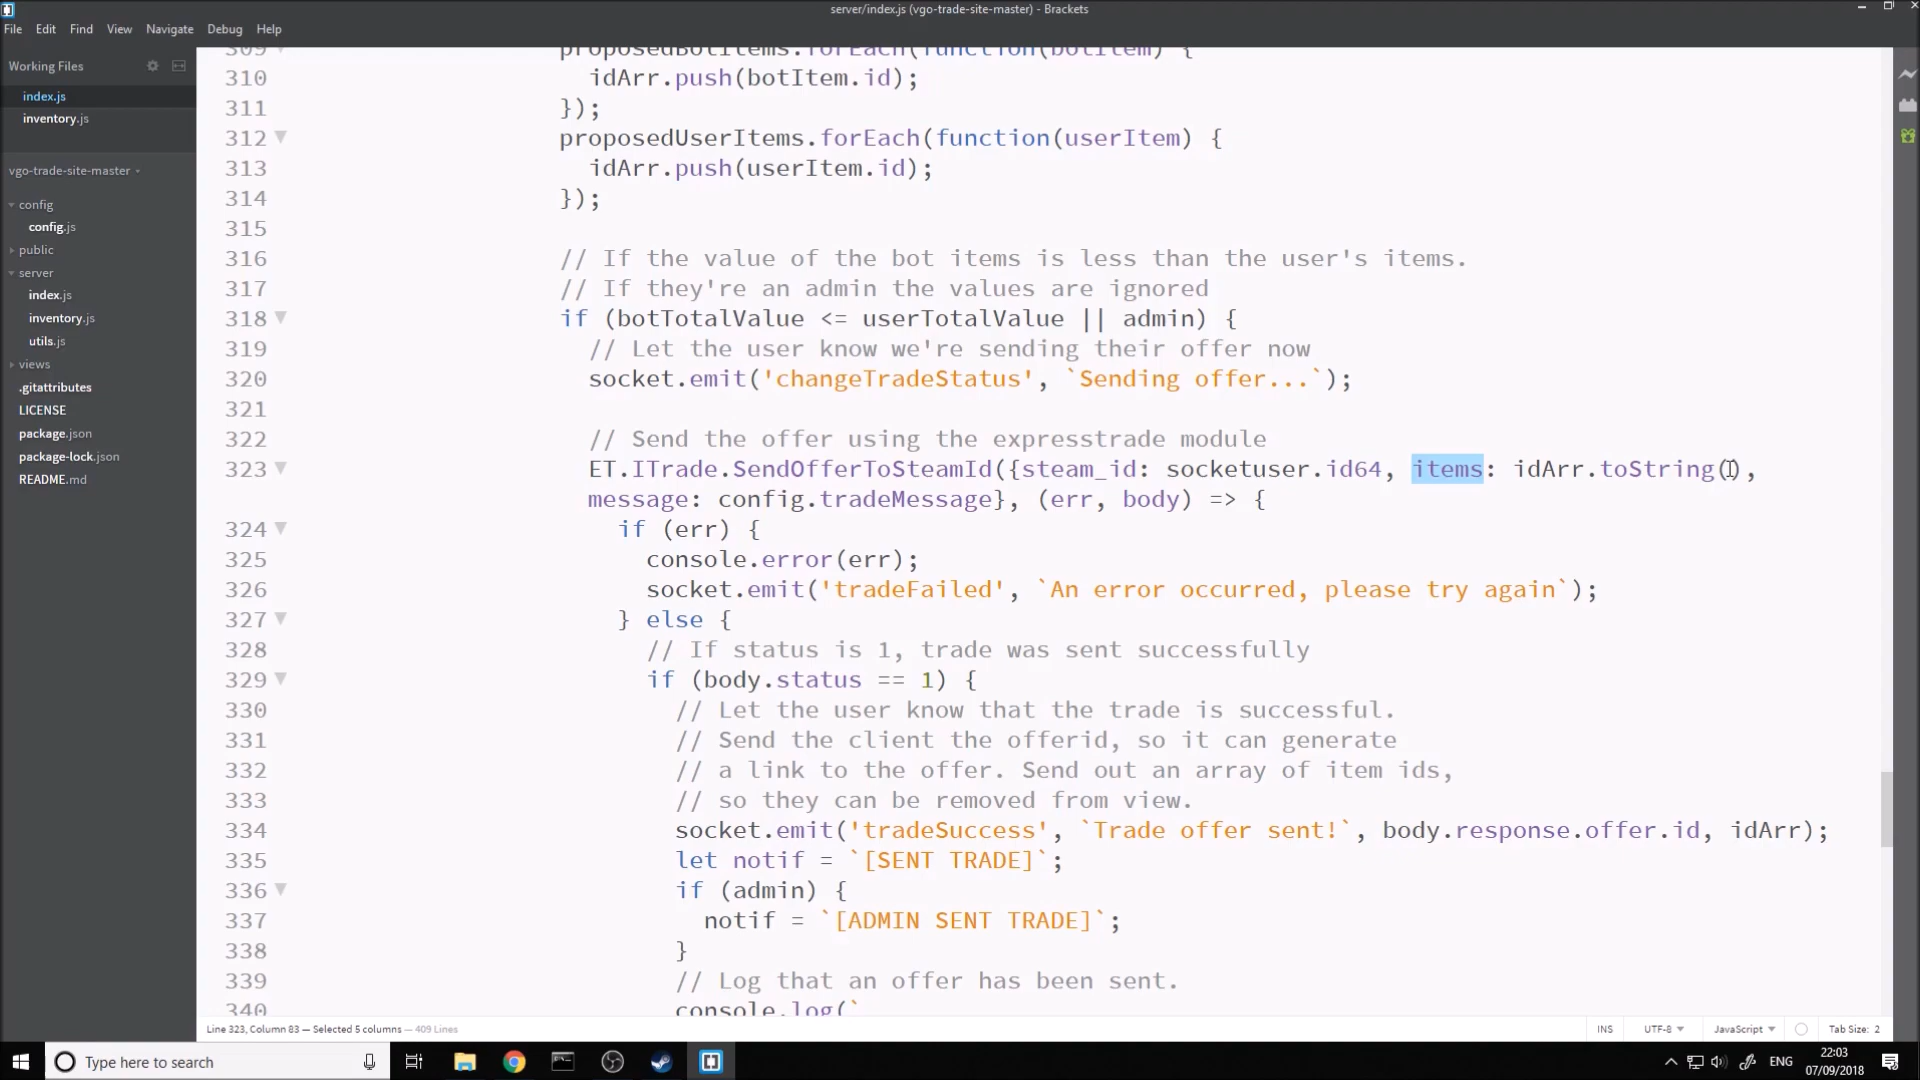 server/index.js (vgo-trade-site-master) - Brackets
File Edit Find View Navigate Debug Help
Working Files
index.js
inventory.js
vgo-trade-site-master
config
config.js
public
server
index.js
inventory.js
utils.js
views
.gitattributes
LICENSE
package.json
package-lock.json
README.md
309 proposedBotItems.forEach(function(botItem) {
310 idArr.push(botItem.id);
311 });
312 proposedUserItems.forEach(function(userItem) {
313 idArr.push(userItem.id);
314 });
315
316 // If the value of the bot items is less than the user's items.
317 // If they're an admin the values are ignored
318 if (botTotalValue <= userTotalValue || admin) {
319 // Let the user know we're sending their offer now
320 socket.emit('changeTradeStatus', `Sending offer...`);
321
322 // Send the offer using the expresstrade module
323 ET.ITrade.SendOfferToSteamId({steam_id: socketuser.id64, items: idArr.toString(),
message: config.tradeMessage}, (err, body) => {
324 if (err) {
325 console.error(err);
326 socket.emit('tradeFailed', `An error occurred, please try again`);
327 } else {
328 // If status is 1, trade was sent successfully
329 if (body.status == 1) {
330 // Let the user know that the trade is successful.
331 // Send the client the offerid, so it can generate
332 // a link to the offer. Send out an array of item ids,
333 // so they can be removed from view.
334 socket.emit('tradeSuccess', `Trade offer sent!`, body.response.offer.id, idArr);
335 let notif = `[SENT TRADE]`;
336 if (admin) {
337 notif = `[ADMIN SENT TRADE]`;
338 }
339 // Log that an offer has been sent.
340 console.log(`
Line 323, Column 83 — Selected 5 columns — 409 Lines
INS UTF-8 JavaScript Tab Size: 2
Type here to search
ENG
22:03
07/09/2018